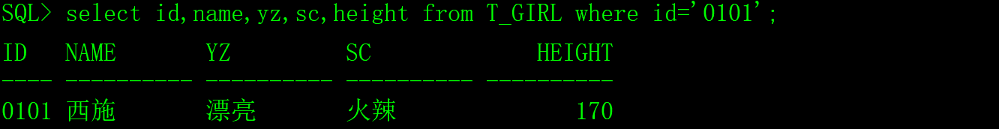 SQL> select id,name,yz,sc,height from T_GIRL where id='0101';
ID   NAME       YZ         SC             HEIGHT
---- ---------- ---------- ---------- ----------
0101 西施       漂亮       火辣              170